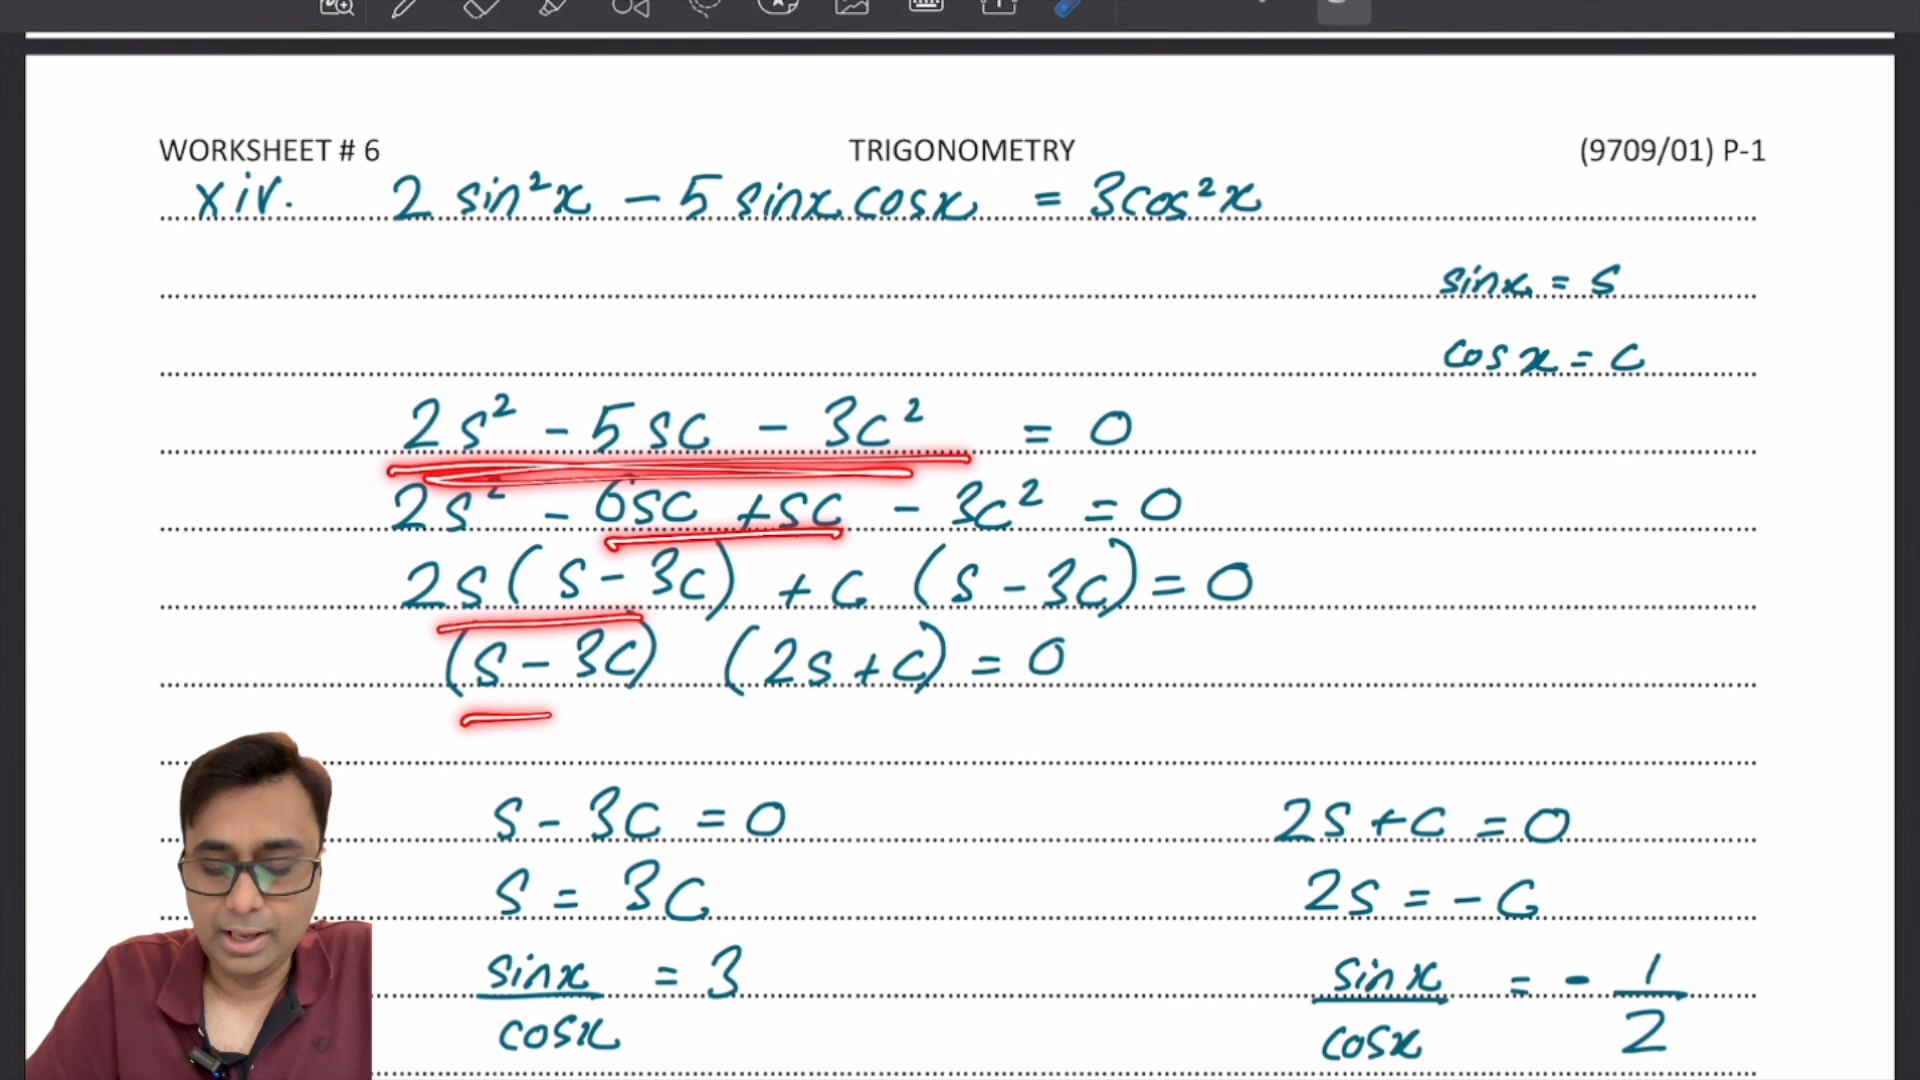 WORKSHEET # 6 TRIGONOMETRY (9709/01) P-1
xiv. 2 sin²x - 5 sinx cosx = 3cos²x
sinx = s
cosx = c
2s² - 5sc - 3c² = 0
2s² - 6sc + sc - 3c² = 0
2s(s - 3c) + c (s - 3c) = 0
(s - 3c) (2s + c) = 0
s - 3c = 0 2s + c = 0
s = 3c 2s = -c
sinx/cosx = 3 sinx/cosx = - 1/2